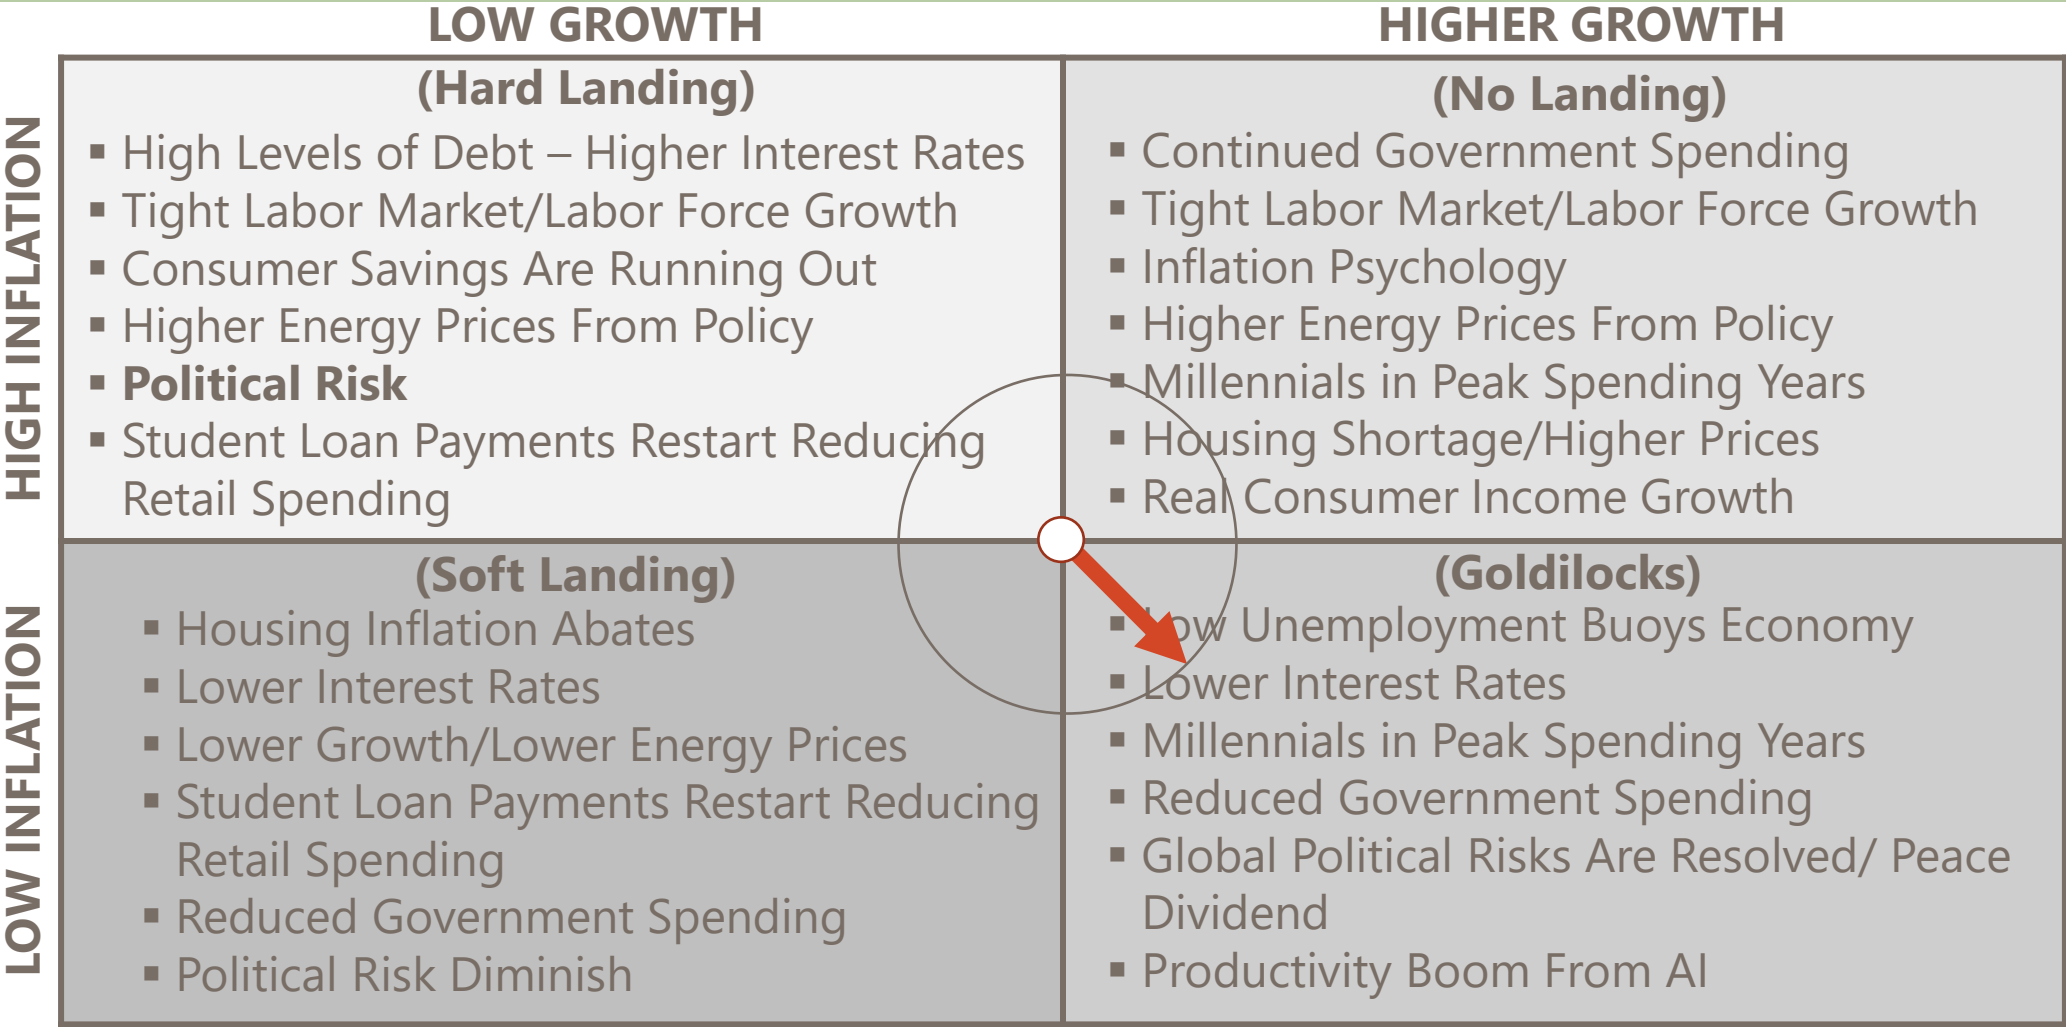 LOW GROWTH
HIGHER GROWTH
HIGH INFLATION
(Hard Landing)
▪ High Levels of Debt – Higher Interest Rates
▪ Tight Labor Market/Labor Force Growth
▪ Consumer Savings Are Running Out
▪ Higher Energy Prices From Policy
▪ Political Risk
▪ Student Loan Payments Restart Reducing
Retail Spending
(No Landing)
▪ Continued Government Spending
▪ Tight Labor Market/Labor Force Growth
▪ Inflation Psychology
▪ Higher Energy Prices From Policy
▪ Millennials in Peak Spending Years
▪ Housing Shortage/Higher Prices
▪ Real Consumer Income Growth
LOW INFLATION
(Soft Landing)
▪ Housing Inflation Abates
▪ Lower Interest Rates
▪ Lower Growth/Lower Energy Prices
▪ Student Loan Payments Restart Reducing
Retail Spending
▪ Reduced Government Spending
▪ Political Risk Diminish
(Goldilocks)
▪ Low Unemployment Buoys Economy
▪ Lower Interest Rates
▪ Millennials in Peak Spending Years
▪ Reduced Government Spending
▪ Global Political Risks Are Resolved/ Peace
Dividend
▪ Productivity Boom From AI